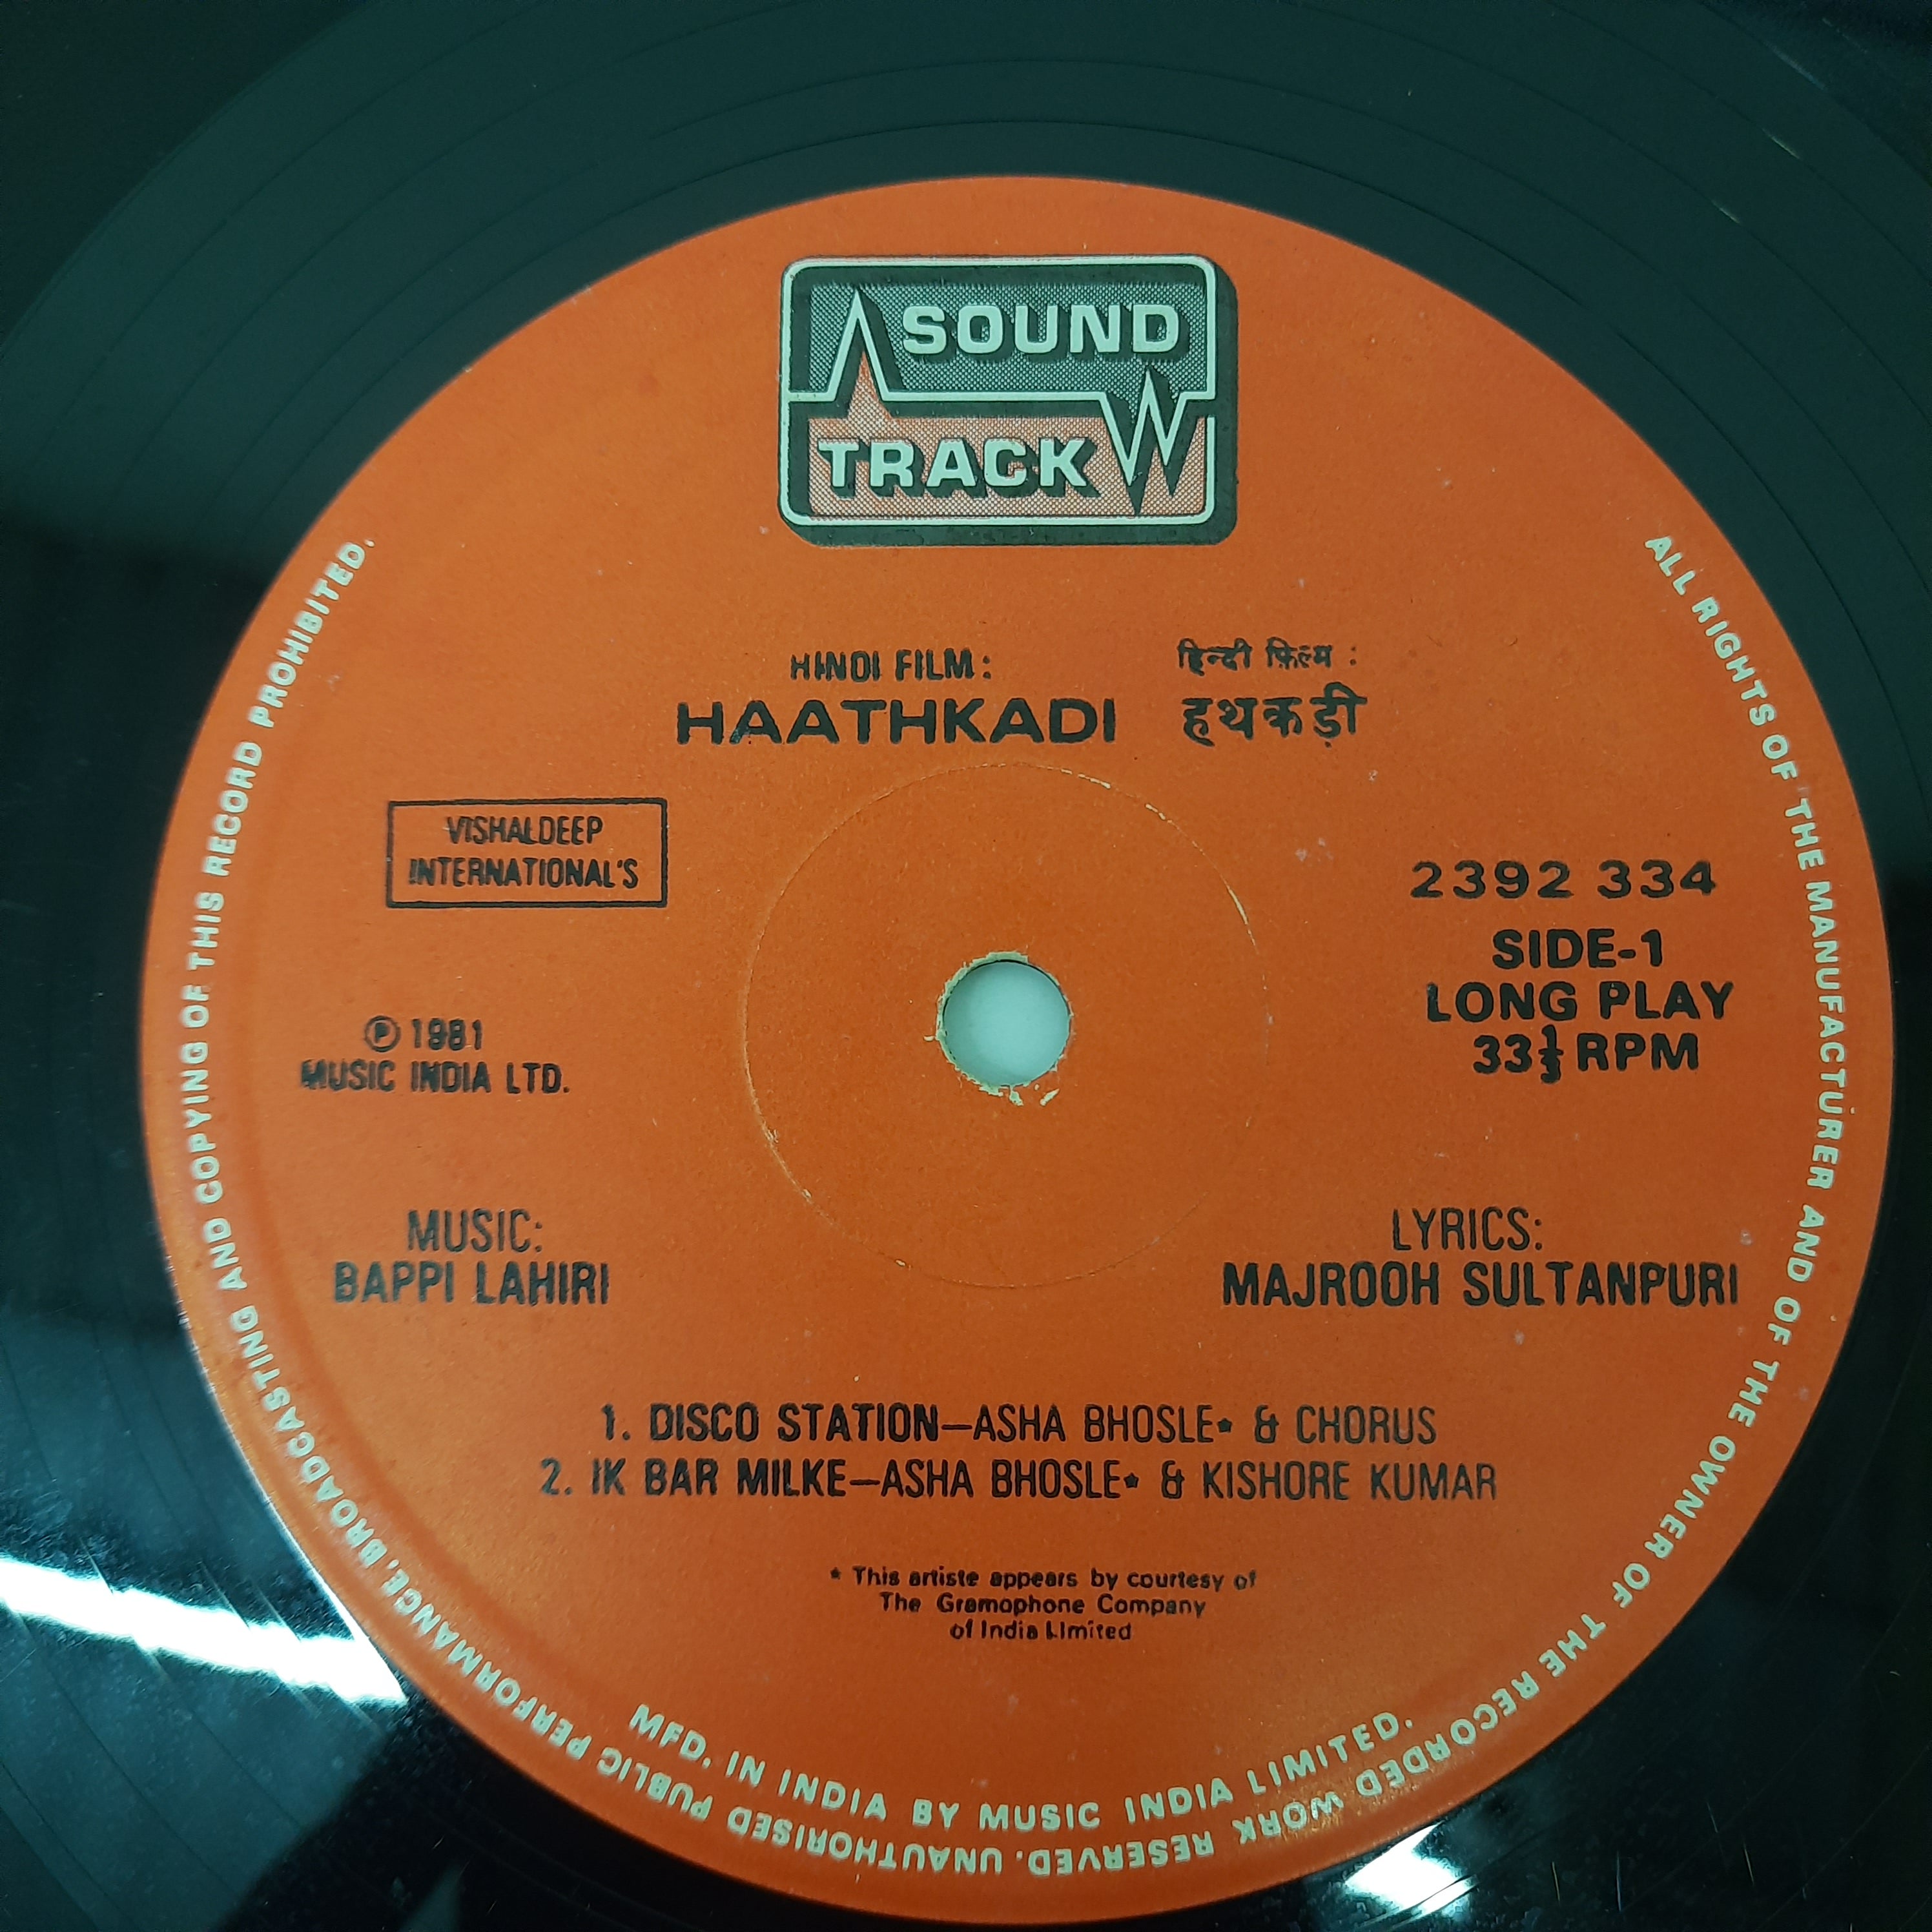 SOUND
TRACK
HINDI FILM:
HAATHKADI
हिन्दी फ़िल्म :
हथकड़ी
VISHALDEEP
INTERNATIONAL'S
2392 334
SIDE-1
LONG PLAY
33⅓ RPM
℗ 1981
MUSIC INDIA LTD.
MUSIC:
BAPPI LAHIRI
LYRICS:
MAJROOH SULTANPURI
1. DISCO STATION—ASHA BHOSLE* & CHORUS
2. IK BAR MILKE—ASHA BHOSLE* & KISHORE KUMAR
* This artiste appears by courtesy of
The Gramophone Company
of India Limited
MFD. IN INDIA BY MUSIC INDIA LIMITED.
ALL RIGHTS OF THE MANUFACTURER AND OF THE OWNER OF THE RECORDED WORK RESERVED. UNAUTHORISED PUBLIC PERFORMANCE, BROADCASTING AND COPYING OF THIS RECORD PROHIBITED.